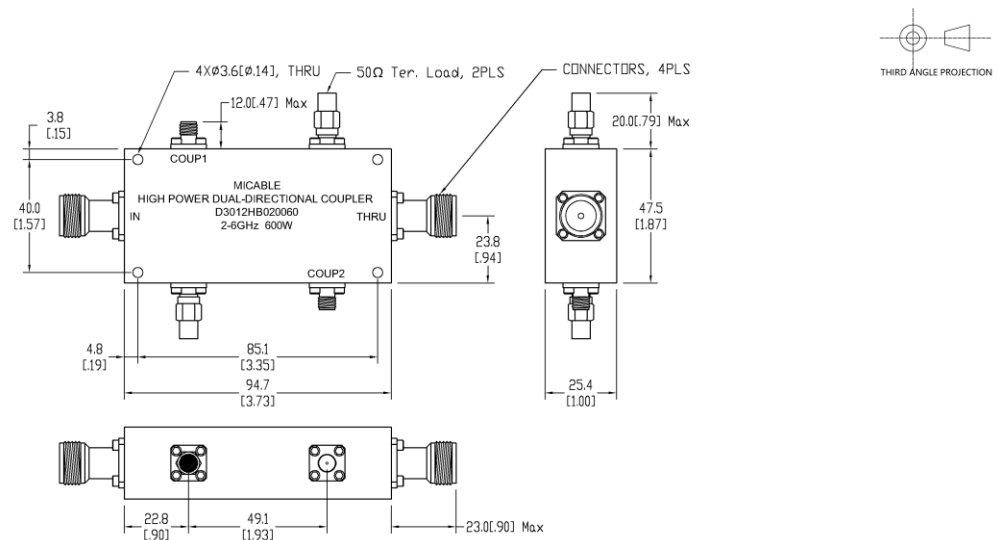 THIRD ANGLE PROJECTION
4XØ3.6[Ø.14], THRU
50Ω Ter. Load, 2PLS
CONNECTORS, 4PLS
12.0[.47] Max
20.0[.79] Max
3.8
[.15]
COUP1
MICABLE
HIGH POWER DUAL-DIRECTIONAL COUPLER
D3012HB020060
2-6GHz 600W
IN
THRU
COUP2
40.0
[1.57]
23.8
[.94]
47.5
[1.87]
4.8
[.19]
85.1
[3.35]
94.7
[3.73]
25.4
[1.00]
22.8
[.90]
49.1
[1.93]
23.0[.90] Max